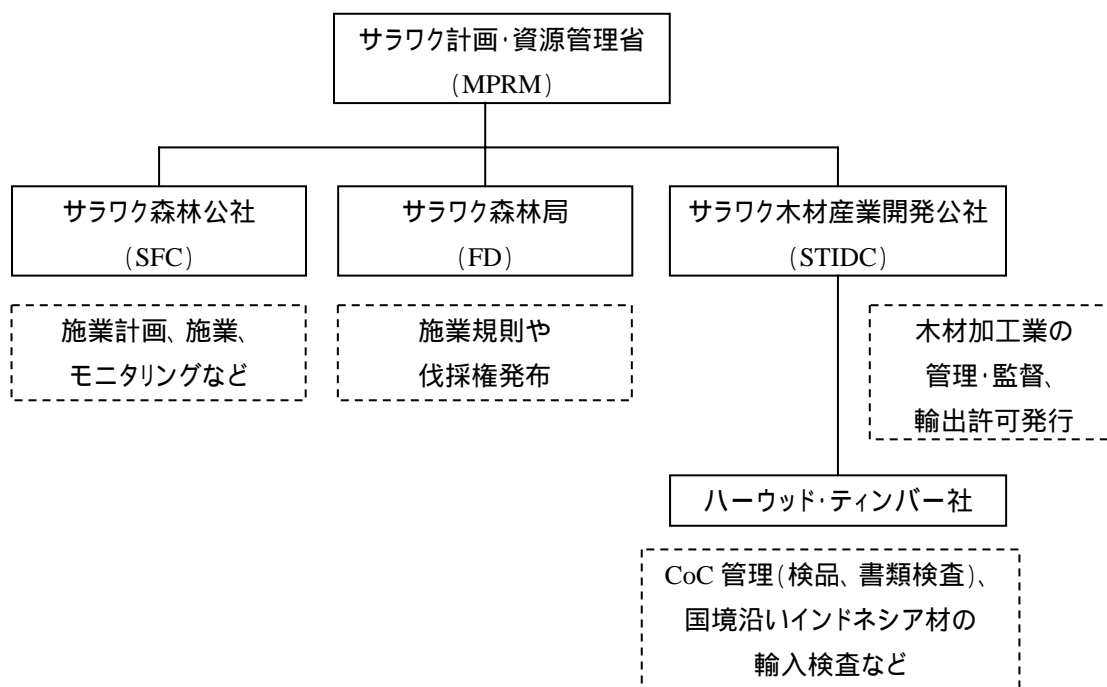 サラワク計画･資源管理省
(MPRM)
サラワク森林公社
(SFC)
サラワク森林局
(FD)
サラワク木材産業開発公社
(STIDC)
施業計画、施業、
モニタリングなど
施業規則や
伐採権発布
木材加工業の
管理･監督、
輸出許可発行
ハーウッド･ティンバー社
CoC 管理(検品、書類検査)、
国境沿いインドネシア材の
輸入検査など